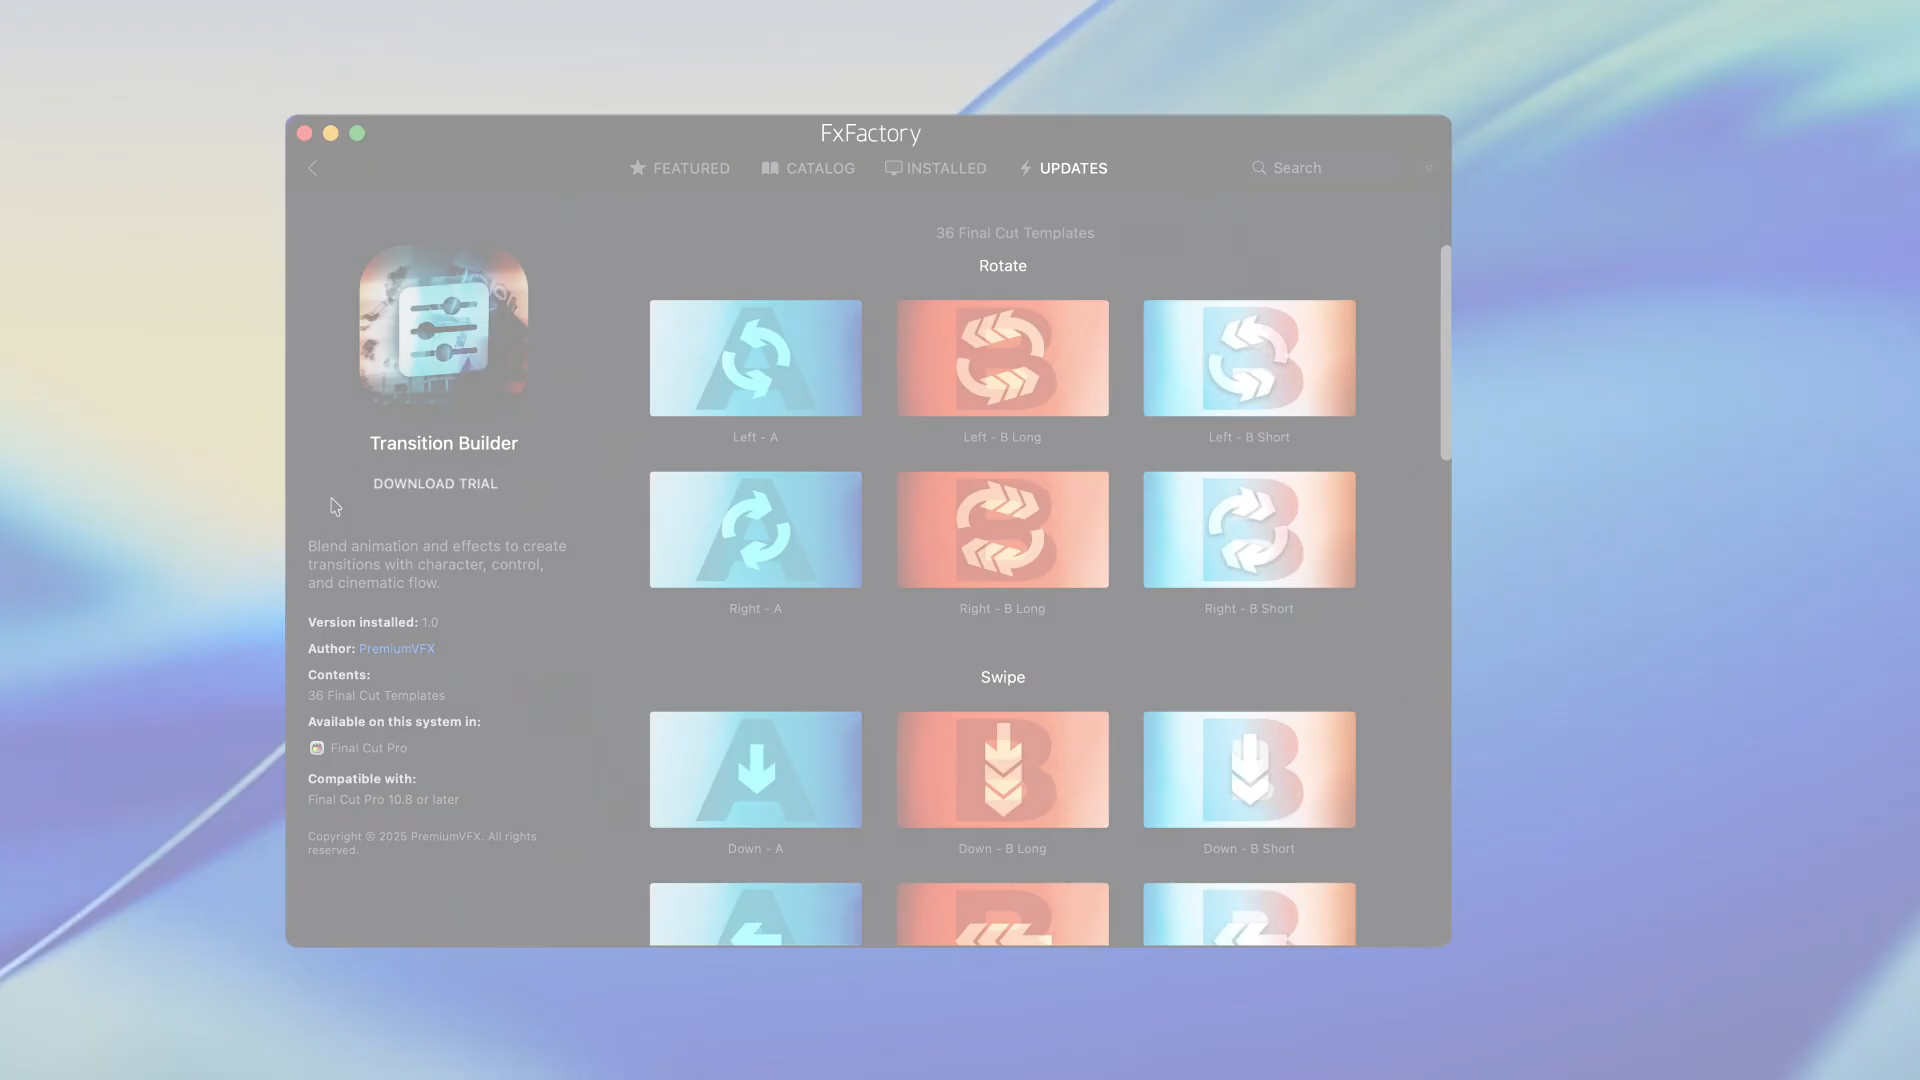 FxFactory
FEATURED
CATALOG
INSTALLED
UPDATES
Search
Transition Builder
DOWNLOAD TRIAL
Blend animation and effects to create
transitions with character, control,
and cinematic flow.
Version installed: 1.0
Author: PremiumVFX
Contents:
36 Final Cut Templates
Available on this system in:
Final Cut Pro
Compatible with:
Final Cut Pro 10.8 or later
Copyright © 2025 PremiumVFX. All rights
reserved.
36 Final Cut Templates
Rotate
A
B
B
Left - A
Left - B Long
Left - B Short
A
B
B
Right - A
Right - B Long
Right - B Short
Swipe
A
B
B
Down - A
Down - B Long
Down - B Short
A
B
B